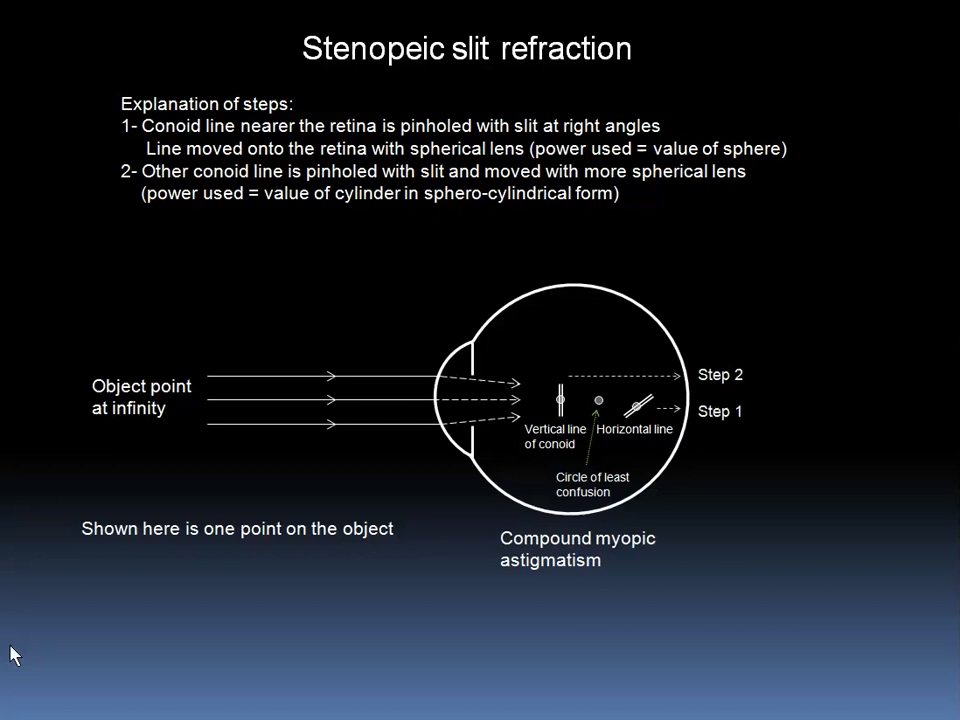 Stenopeic slit refraction
Explanation of steps:
1- Conoid line nearer the retina is pinholed with slit at right angles
Line moved onto the retina with spherical lens (power used = value of sphere)
2- Other conoid line is pinholed with slit and moved with more spherical lens
(power used = value of cylinder in sphero-cylindrical form)
Object point
at infinity
Step 2
Step 1
Vertical line
of conoid
Horizontal line
Circle of least
confusion
Shown here is one point on the object
Compound myopic
astigmatism